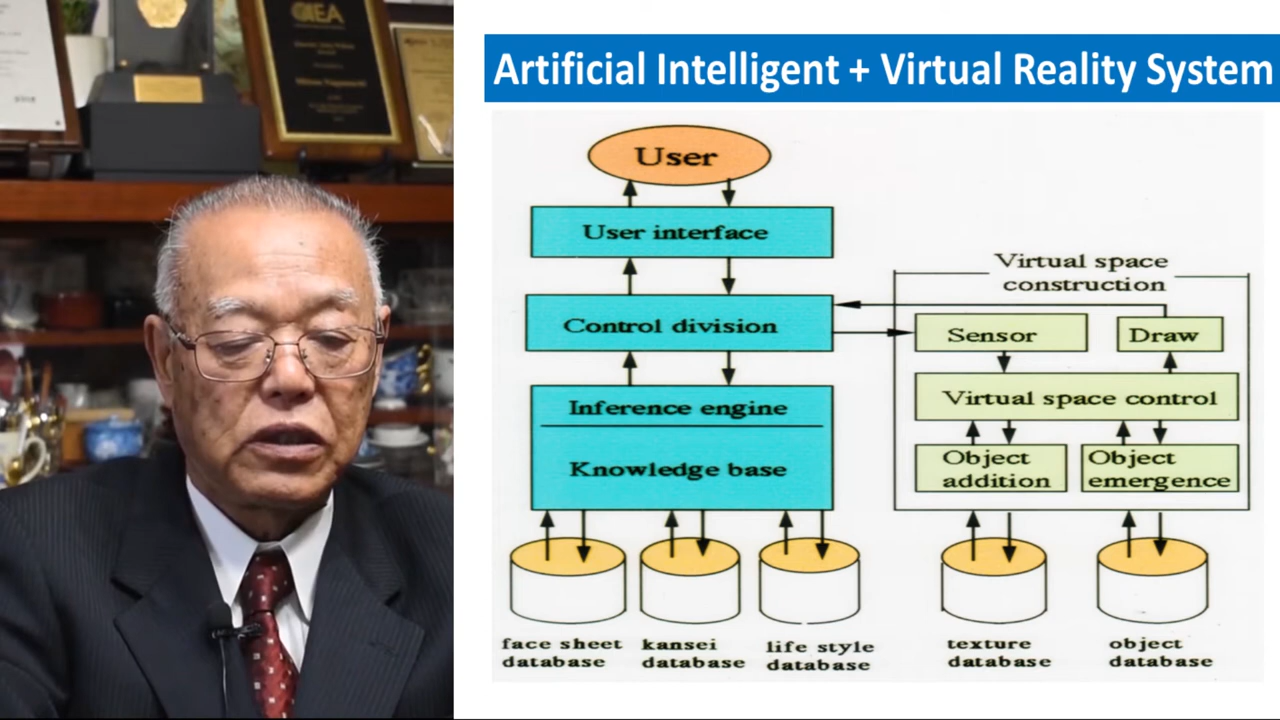 OIEA
Artificial Intelligent + Virtual Reality System
User
User interface
Control division
Inference engine
Knowledge base
Virtual space
construction
Sensor
Draw
Virtual space control
Object
addition
Object
emergence
face sheet
database
kansei
database
life style
database
texture
database
object
database